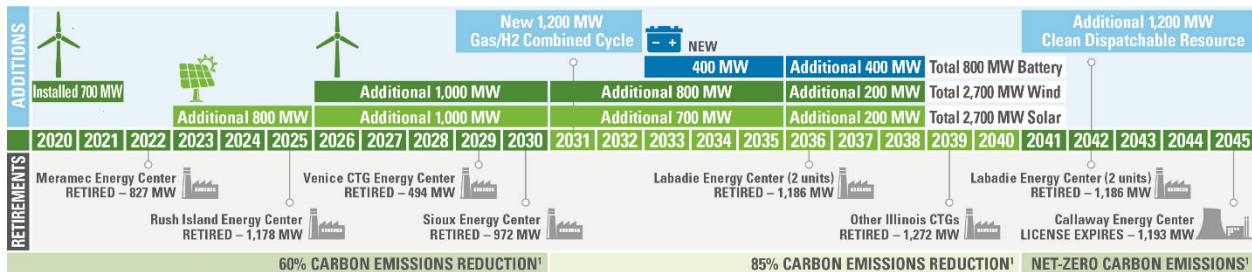 ADDITIONS
New 1,200 MW
Gas/H2 Combined Cycle
Additional 1,200 MW
Clean Dispatchable Resource
NEW
400 MW
Additional 400 MW
Total 800 MW Battery
Installed 700 MW
Additional 1,000 MW
Additional 800 MW
Additional 200 MW
Total 2,700 MW Wind
Additional 800 MW
Additional 1,000 MW
Additional 700 MW
Additional 200 MW
Total 2,700 MW Solar
2020 2021 2022 2023 2024 2025 2026 2027 2028 2029 2030 2031 2032 2033 2034 2035 2036 2037 2038 2039 2040 2041 2042 2043 2044 2045
RETIREMENTS
Meramec Energy Center
RETIRED – 827 MW
Venice CTG Energy Center
RETIRED – 494 MW
Labadie Energy Center (2 units)
RETIRED – 1,186 MW
Labadie Energy Center (2 units)
RETIRED – 1,186 MW
Rush Island Energy Center
RETIRED – 1,178 MW
Sioux Energy Center
RETIRED – 972 MW
Other Illinois CTGs
RETIRED – 1,272 MW
Callaway Energy Center
LICENSE EXPIRES – 1,193 MW
60% CARBON EMISSIONS REDUCTION¹
85% CARBON EMISSIONS REDUCTION¹
NET-ZERO CARBON EMISSIONS¹